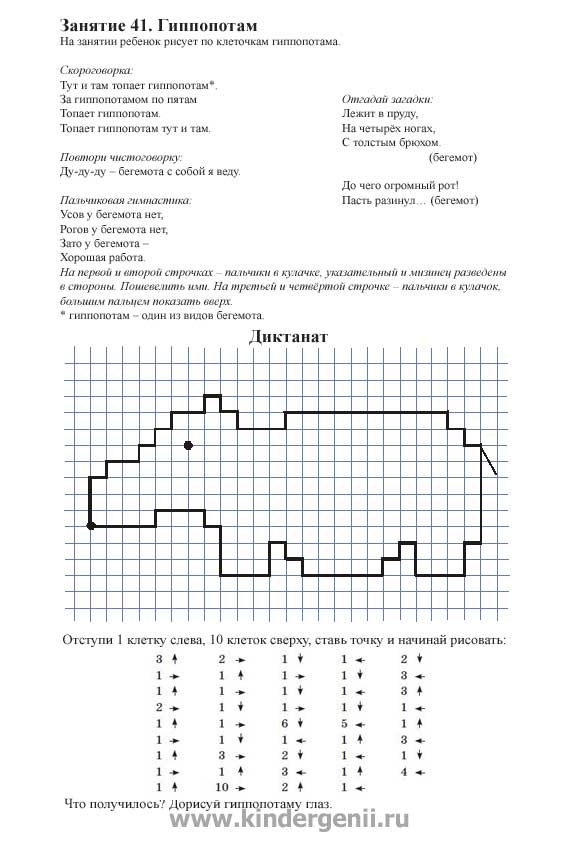 Занятие 41. Гиппопотам
На занятии ребенок рисует по клеточкам гиппопотама.
Скороговорка:
Тут и там топает гиппопотам*.
За гиппопотамом по пятам
Топает гиппопотам.
Топает гиппопотам тут и там.
Повтори чистоговорку:
Ду-ду-ду – бегемота с собой я веду.
Отгадай загадки:
Лежит в пруду,
На четырёх ногах,
С толстым брюхом.
(бегемот)
До чего огромный рот!
Пасть разинул… (бегемот)
Пальчиковая гимнастика:
Усов у бегемота нет,
Рогов у бегемота нет,
Зато у бегемота –
Хорошая работа.
На первой и второй строчках – пальчики в кулачке, указательный и мизинец разведены
в стороны. Пошевелить ими. На третьей и четвёртой строчке – пальчики в кулачок,
большим пальцем показать вверх.
* гиппопотам – один из видов бегемота.
Диктанат
Отступи 1 клетку слева, 10 клеток сверху, ставь точку и начинай рисовать:
3 ↑ 2 → 1 ↓ 1 ← 2 ↓
1 → 1 ↑ 1 → 1 ↓ 3 ←
1 ↑ 1 → 1 ↓ 1 ← 3 ↑
2 → 1 ↓ 1 → 1 ↓ 1 ←
1 ↑ 1 → 6 ↓ 5 ← 1 ↑
1 → 1 ↓ 1 ← 1 ↑ 3 ←
1 ↑ 3 → 2 ↓ 1 ← 1 ↓
1 → 1 ↑ 3 ← 1 ↑ 4 ←
1 ↑ 10 → 2 ↑ 1 ←
Что получилось? Дорисуй гиппопотаму глаз.
www.kindergenii.ru